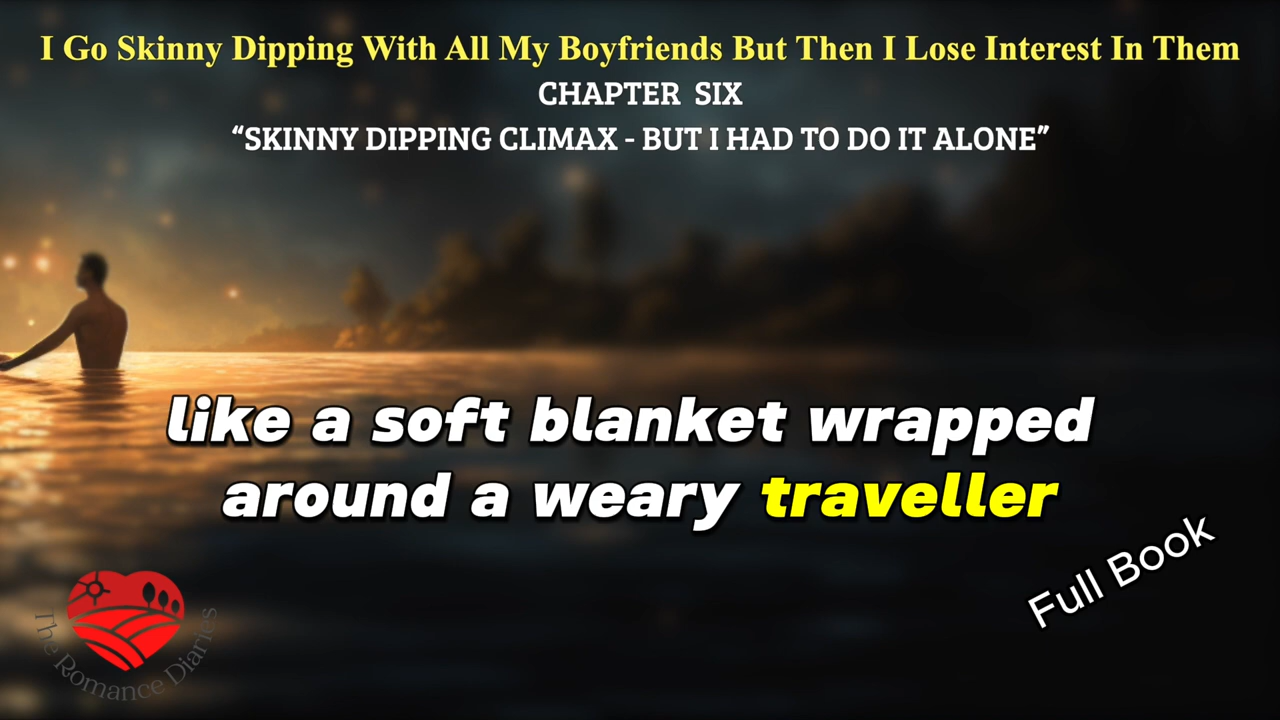 I Go Skinny Dipping With All My Boyfriends But Then I Lose Interest In Them
CHAPTER SIX
“SKINNY DIPPING CLIMAX - BUT I HAD TO DO IT ALONE”
like a soft blanket wrapped
around a weary traveller
Full Book
The Romance Diaries